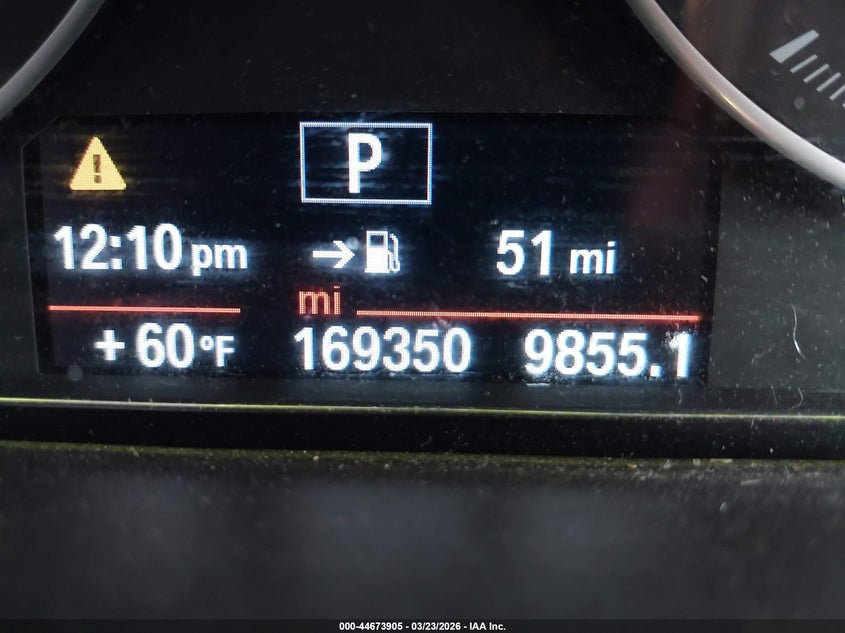 P
12:10 pm → 51 mi
mi
+60°F 169350 9855.1
000-44673905 - 03/23/2026 - IAA Inc.